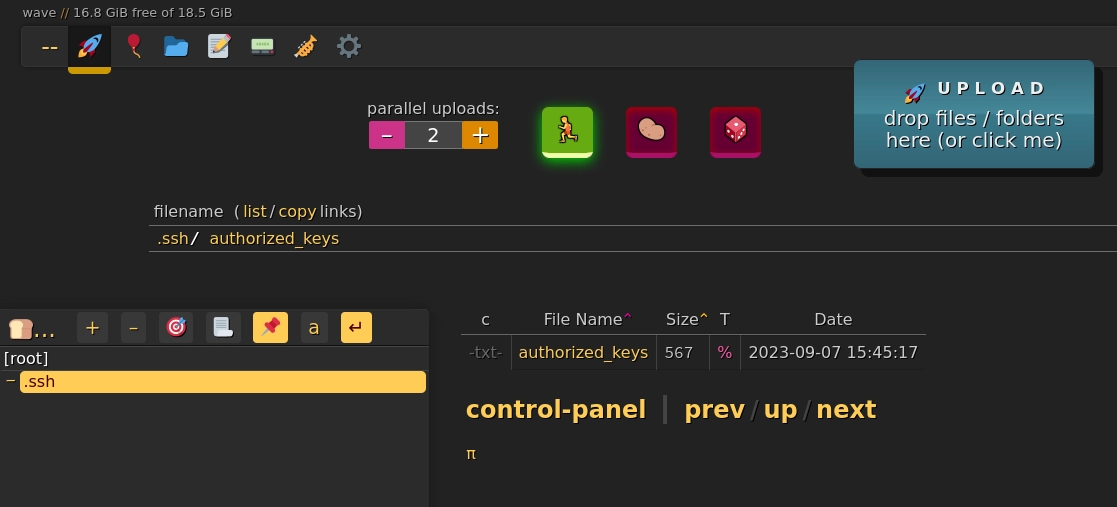 wave // 16.8 GiB free of 18.5 GiB
--
UPLOAD
drop files / folders
here (or click me)
parallel uploads:
– 2 +
filename (list/copy links)
.ssh/ authorized_keys
... + – a ↵
[root]
– .ssh
c File Name^ Size^ T Date
-txt- authorized_keys 567 % 2023-09-07 15:45:17
control-panel | prev / up / next
π